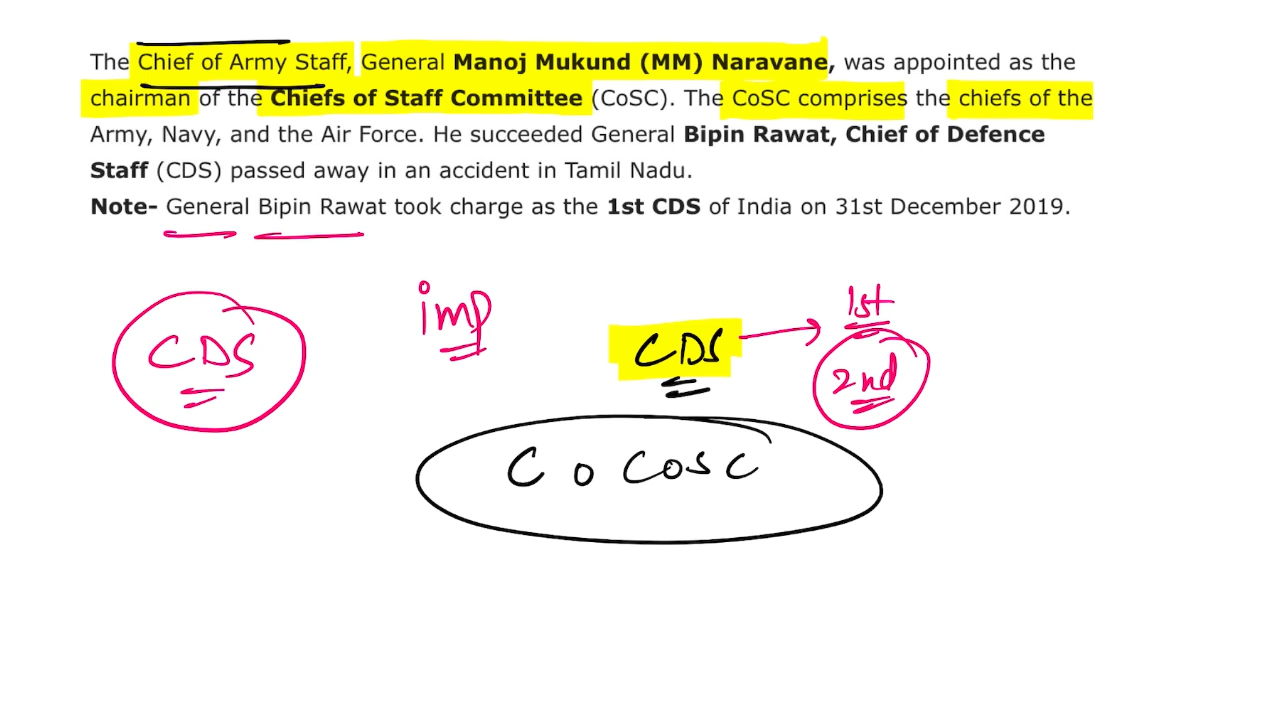 The Chief of Army Staff, General Manoj Mukund (MM) Naravane, was appointed as the
chairman of the Chiefs of Staff Committee (CoSC). The CoSC comprises the chiefs of the
Army, Navy, and the Air Force. He succeeded General Bipin Rawat, Chief of Defence
Staff (CDS) passed away in an accident in Tamil Nadu.
Note- General Bipin Rawat took charge as the 1st CDS of India on 31st December 2019.
CDS
imp
CDS
1st
2nd
C o CoSC